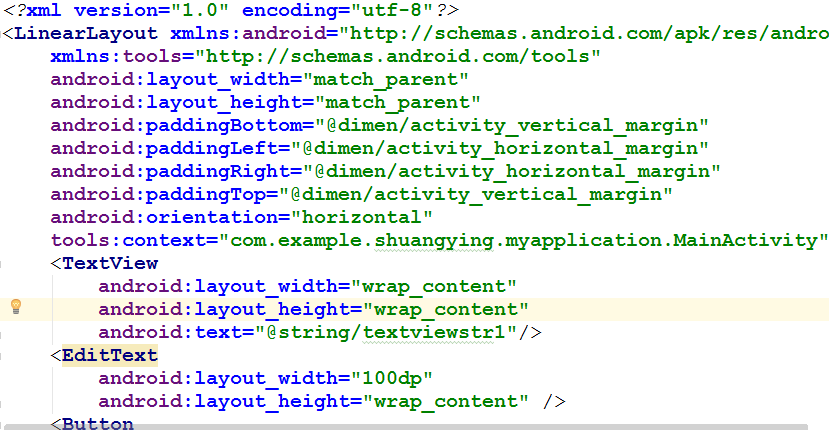 <?xml version="1.0" encoding="utf-8"?>
<LinearLayout xmlns:android="http://schemas.android.com/apk/res/andro
xmlns:tools="http://schemas.android.com/tools"
android:layout_width="match_parent"
android:layout_height="match_parent"
android:paddingBottom="@dimen/activity_vertical_margin"
android:paddingLeft="@dimen/activity_horizontal_margin"
android:paddingRight="@dimen/activity_horizontal_margin"
android:paddingTop="@dimen/activity_vertical_margin"
android:orientation="horizontal"
tools:context="com.example.shuangying.myapplication.MainActivity"
<TextView
android:layout_width="wrap_content"
android:layout_height="wrap_content"
android:text="@string/textviewstr1"/>
<EditText
android:layout_width="100dp"
android:layout_height="wrap_content" />
<Button